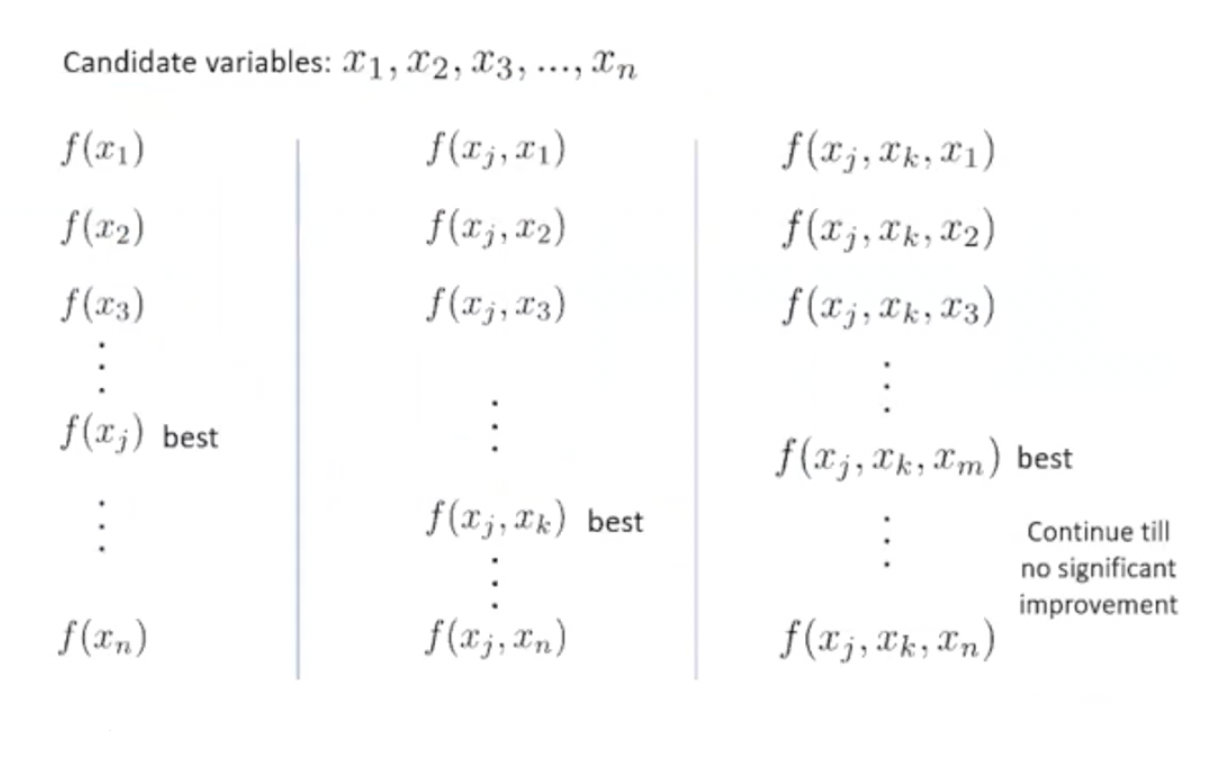 Candidate variables: x₁, x₂, x₃, ..., xₙ
f(x₁)
f(x₂)
f(x₃)
⋮
f(xⱼ) best
⋮
f(xₙ)
f(xⱼ, x₁)
f(xⱼ, x₂)
f(xⱼ, x₃)
⋮
f(xⱼ, xₖ) best
⋮
f(xⱼ, xₙ)
f(xⱼ, xₖ, x₁)
f(xⱼ, xₖ, x₂)
f(xⱼ, xₖ, x₃)
⋮
f(xⱼ, xₖ, xₘ) best
⋮
f(xⱼ, xₖ, xₙ)
Continue till
no significant
improvement